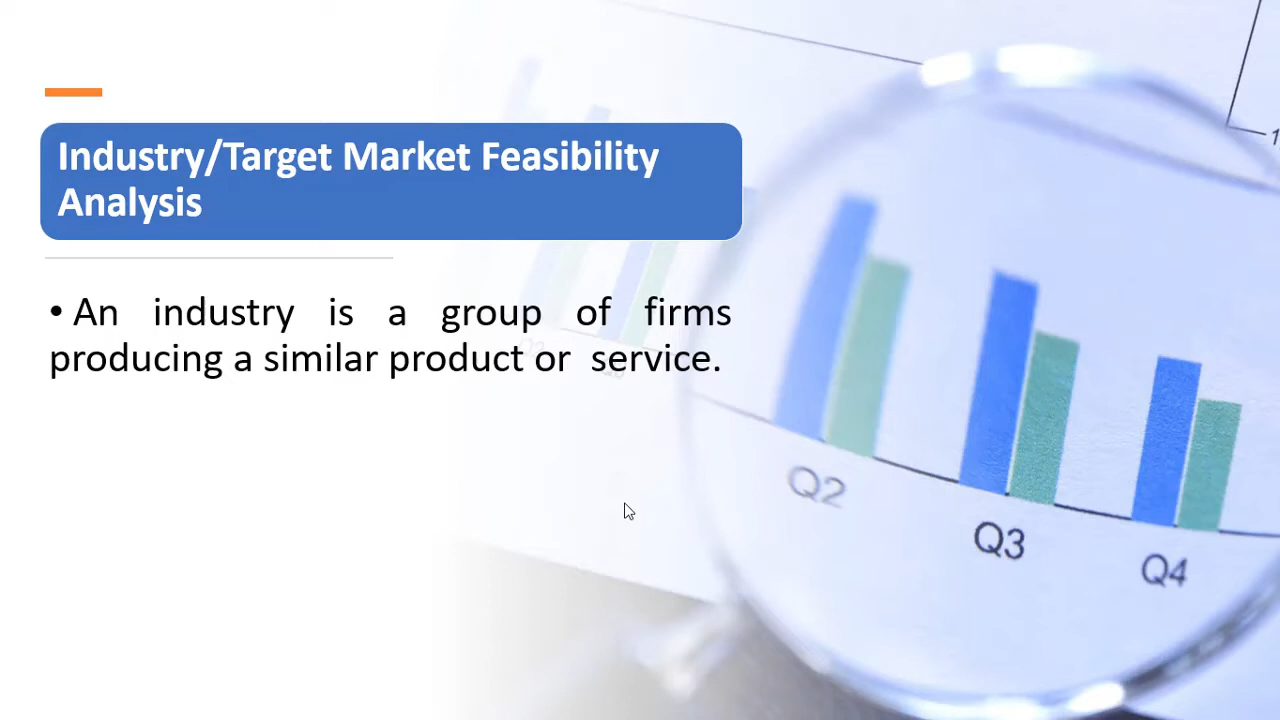 Industry/Target Market Feasibility
Analysis
• An industry is a group of firms
producing a similar product or service.
Q2
Q3
Q4